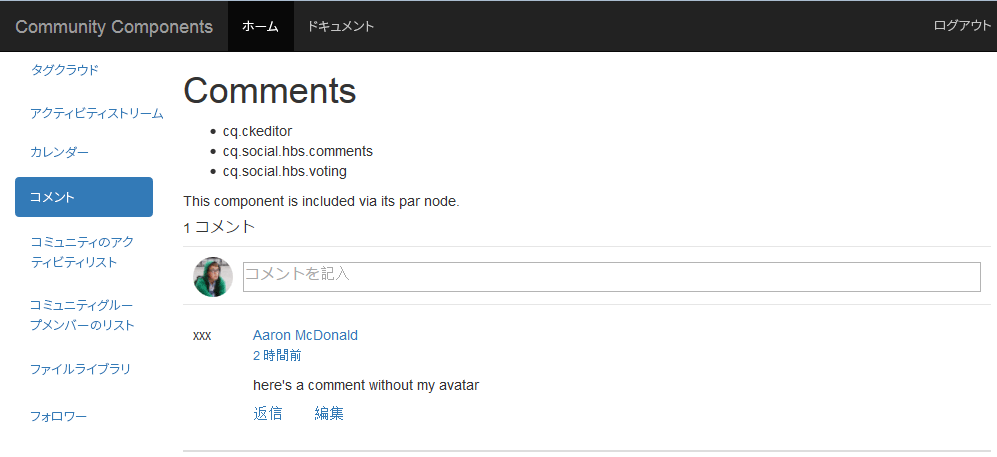 Community Components ホーム ドキュメント ログアウト
タグクラウド
アクティビティストリーム
カレンダー
コメント
コミュニティのアク
ティビティリスト
コミュニティグルー
プメンバーのリスト
ファイルライブラリ
フォロワー
Comments
• cq.ckeditor
• cq.social.hbs.comments
• cq.social.hbs.voting
This component is included via its par node.
1 コメント
コメントを記入
xxx Aaron McDonald
2 時間前
here's a comment without my avatar
返信 編集